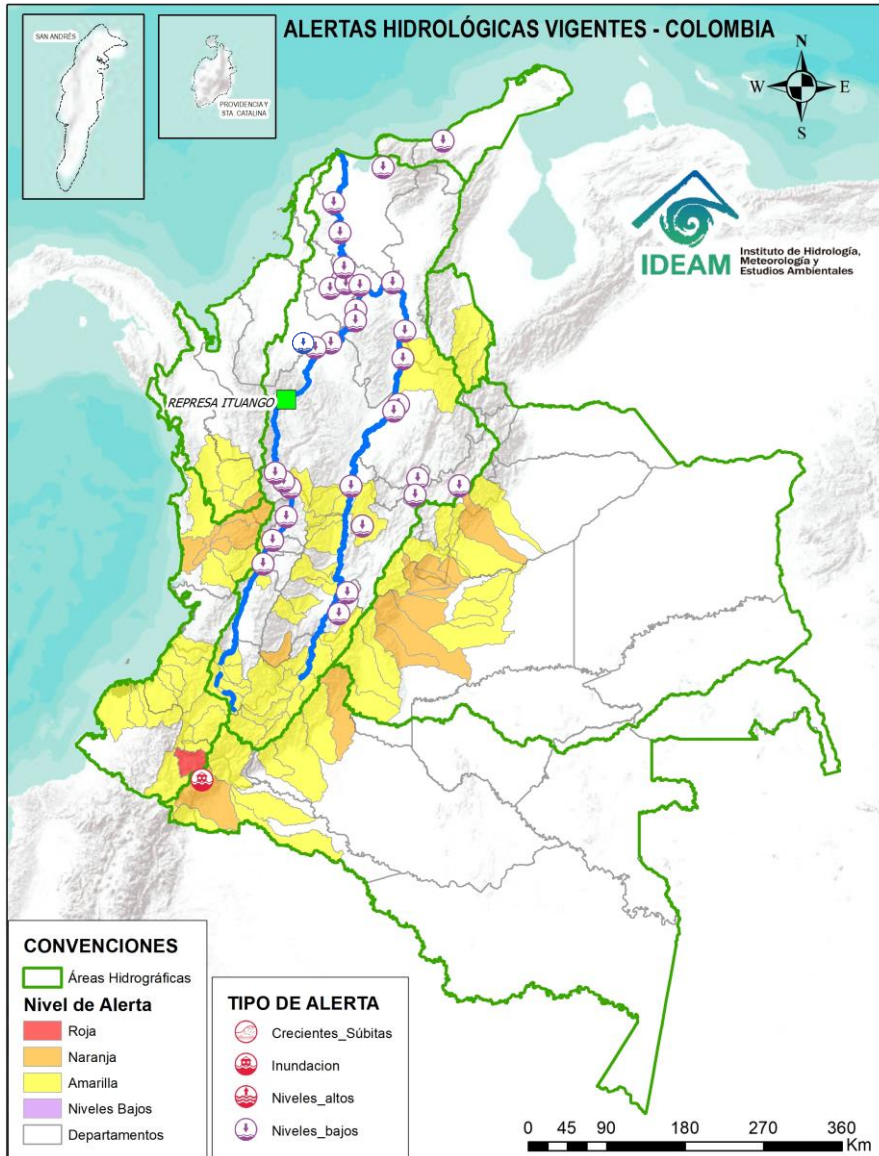 ALERTAS HIDROLÓGICAS VIGENTES - COLOMBIA
SAN ANDRÉS
PROVIDENCIA Y
STA. CATALINA
N
W
E
S
IDEAM
Instituto de Hidrología,
Meteorología y
Estudios Ambientales
REPRESA ITUANGO
CONVENCIONES
Áreas Hidrográficas
Nivel de Alerta
Roja
Naranja
Amarilla
Niveles Bajos
Departamentos
TIPO DE ALERTA
Crecientes_Súbitas
Inundacion
Niveles_altos
Niveles_bajos
0 45 90 180 270 360
Km